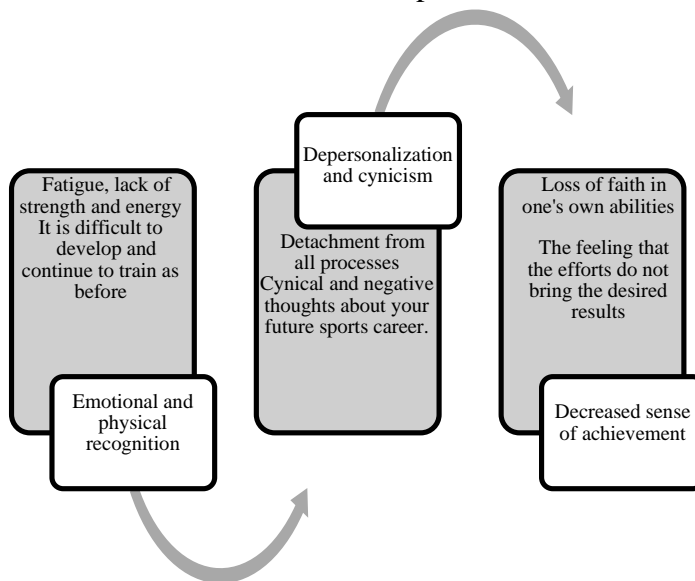 Fatigue, lack of
strength and energy
It is difficult to
develop and
continue to train as
before
Emotional and
physical
recognition
Depersonalization
and cynicism
Detachment from
all processes
Cynical and negative
thoughts about your
future sports career.
Loss of faith in
one's own abilities
The feeling that
the efforts do not
bring the desired
results
Decreased sense
of achievement